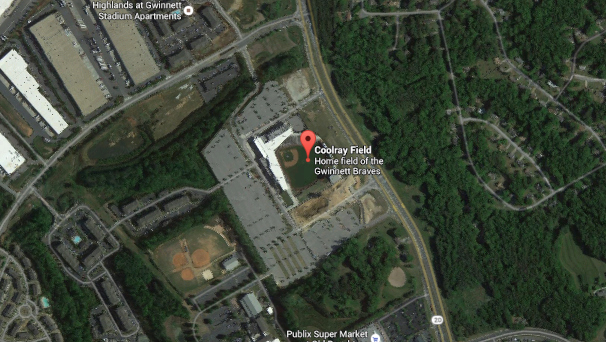 Highlands at Gwinnett
Stadium Apartments
Coolray Field
Home field of the
Gwinnett Braves
20
Publix Super Market